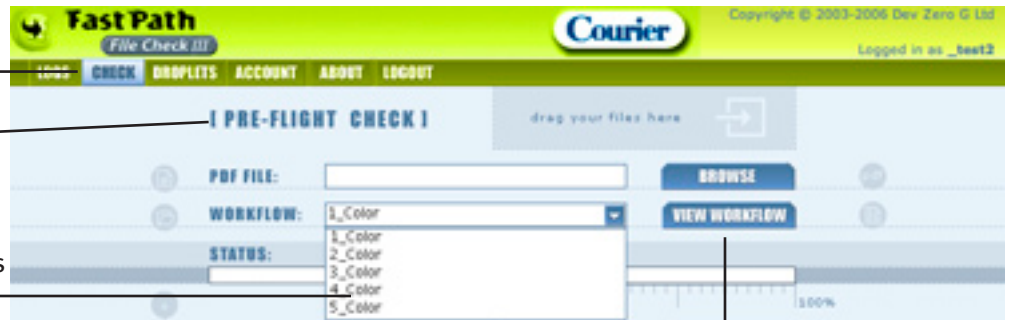 Fast Path
File Check III
Courier
Copyright © 2003-2006 Dev Zero G Ltd
Logged in as _test2
LOGS CHECK DROPLETS ACCOUNT ABOUT LOGOUT
[ PRE-FLIGHT CHECK ]
drag your files here
PDF FILE:
BROWSE
WORKFLOW:
1_Color
VIEW WORKFLOW
1_Color
2_Color
3_Color
4_Color
5_Color
STATUS:
s
100%